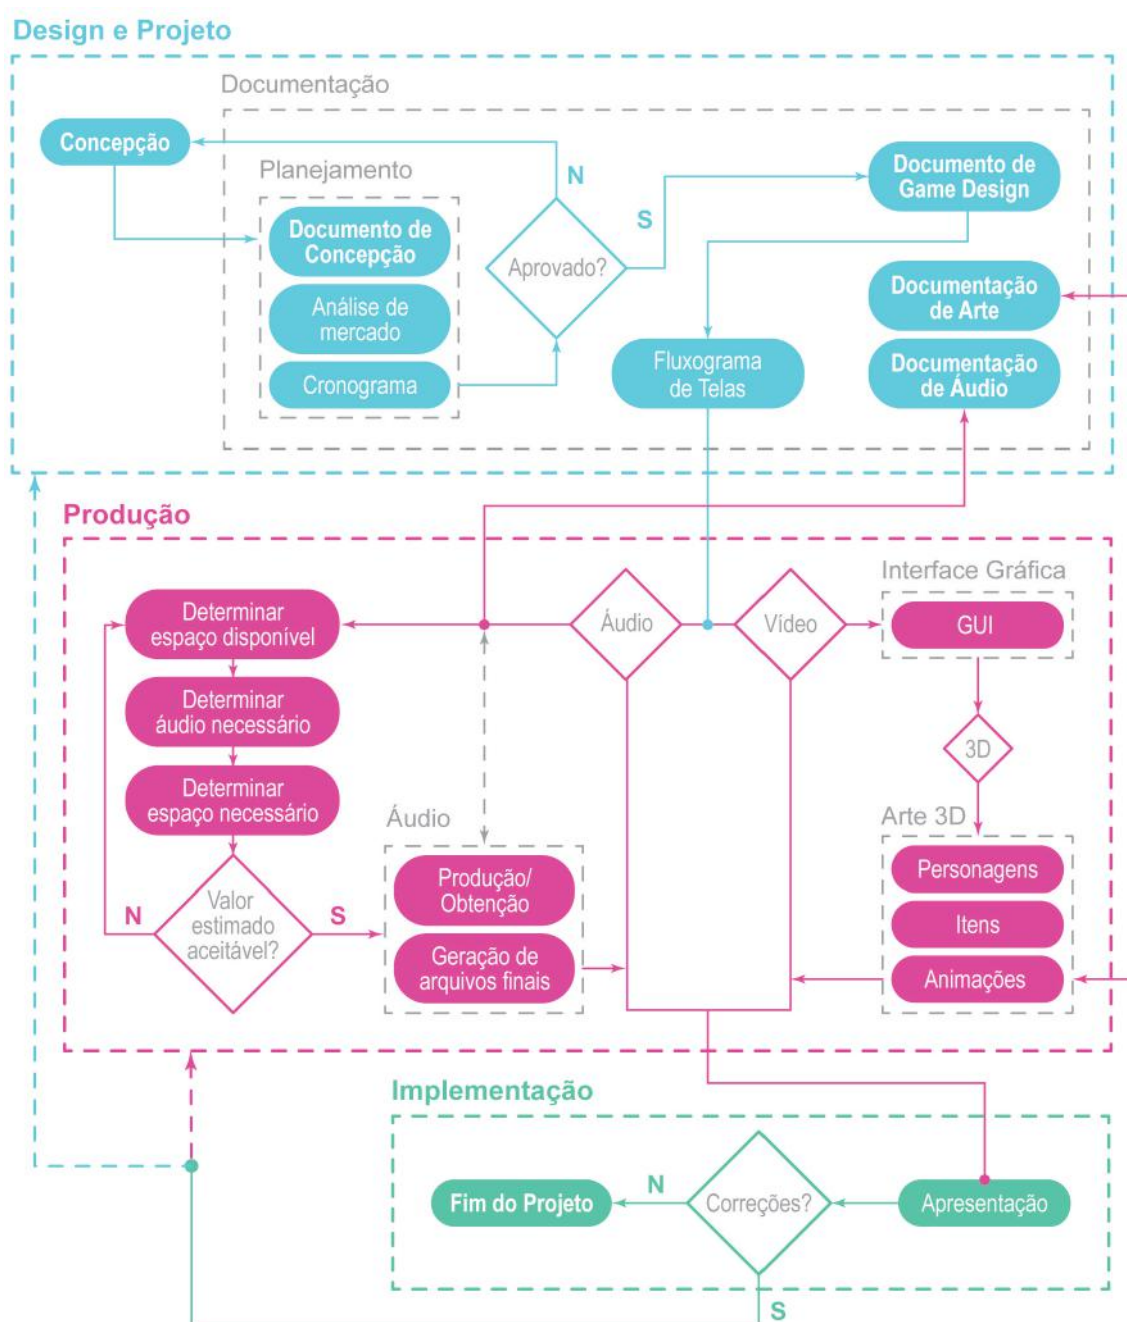 Design e Projeto
Documentação
Concepção
Planejamento
Documento de
Concepção
Análise de
mercado
Cronograma
N
Aprovado?
S
Documento de
Game Design
Documentação
de Arte
Documentação
de Áudio
Fluxograma
de Telas
Produção
Determinar
espaço disponível
Determinar
áudio necessário
Determinar
espaço necessário
N
Valor
estimado
aceitável?
S
Áudio
Produção/
Obtenção
Geração de
arquivos finais
Áudio
Vídeo
Interface Gráfica
GUI
3D
Arte 3D
Personagens
Itens
Animações
Implementação
Fim do Projeto
N
Correções?
Apresentação
S